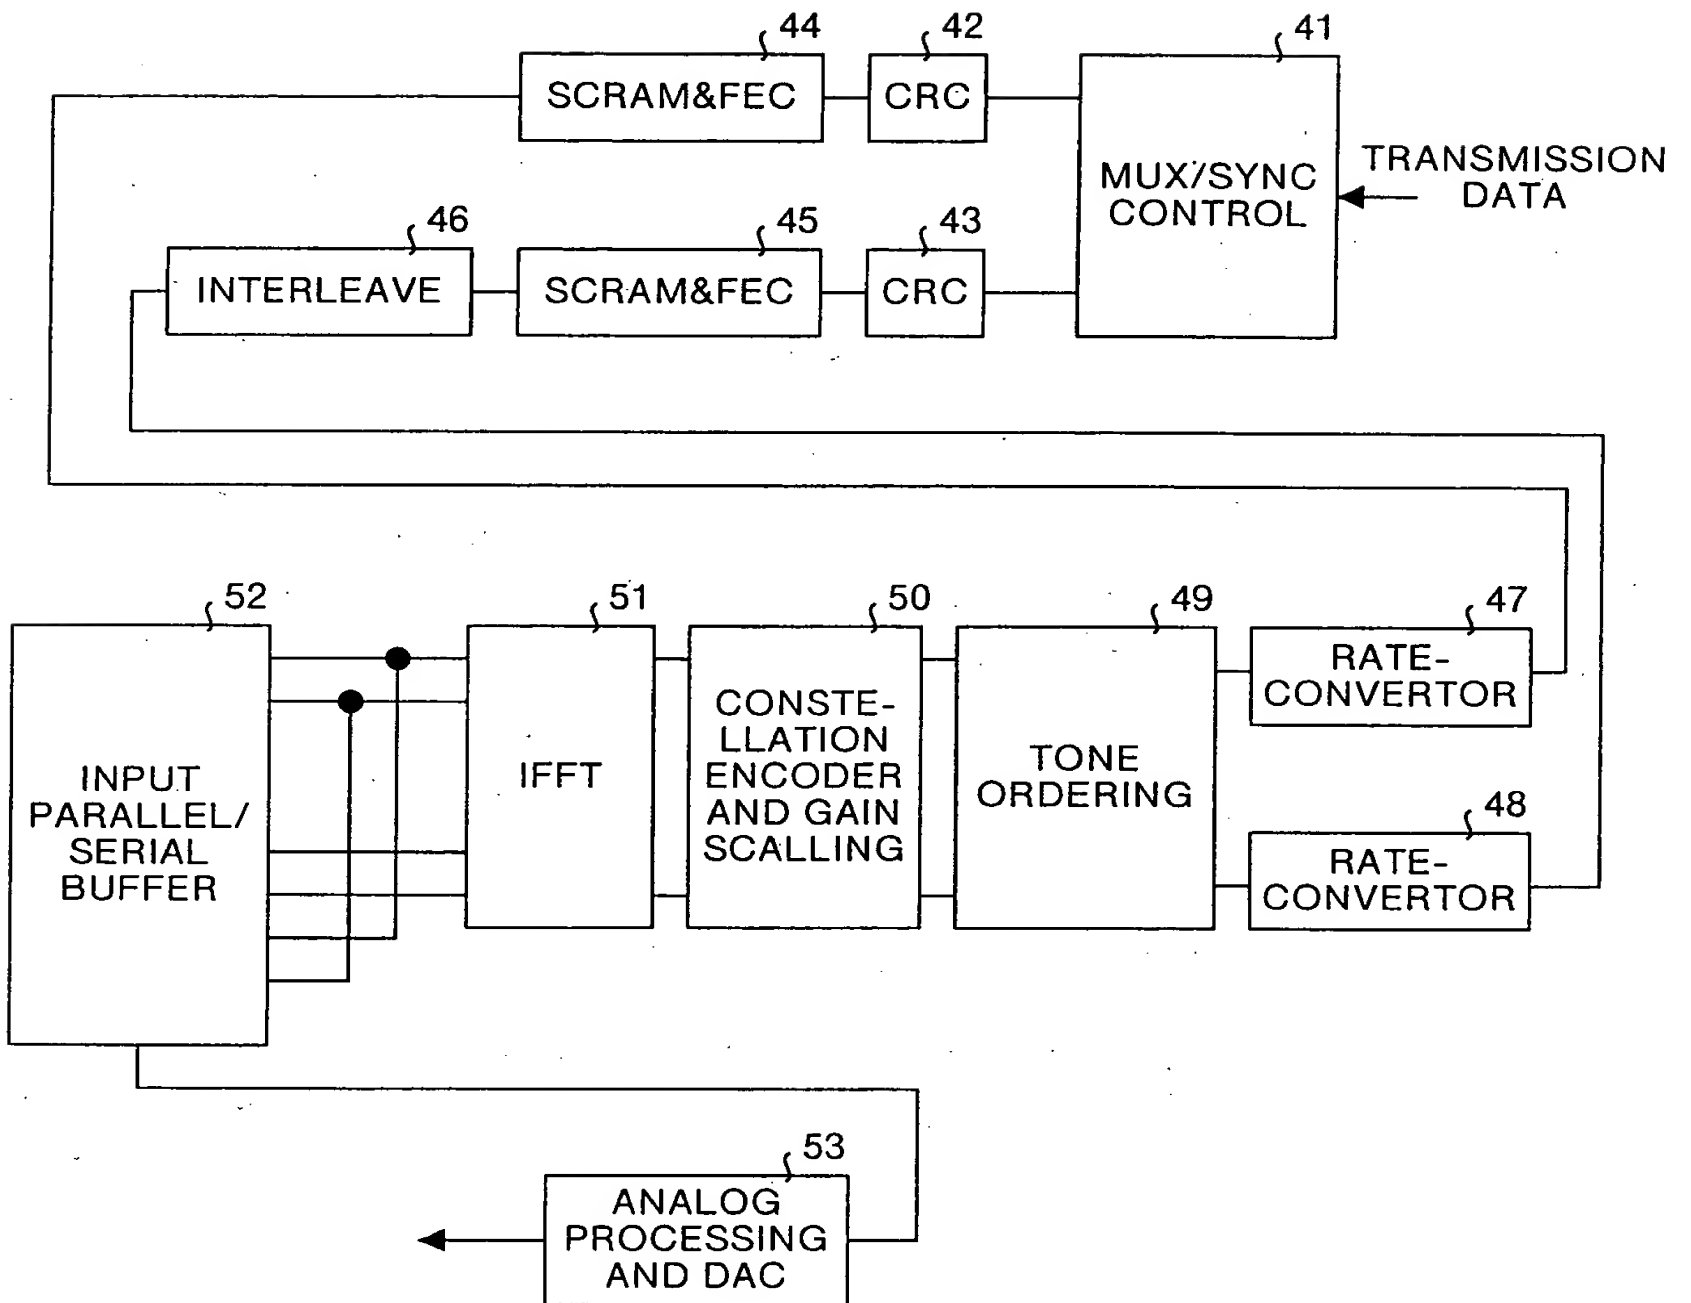 44
42
41
SCRAM&FEC
CRC
MUX/SYNC
CONTROL
TRANSMISSION
DATA
46
45
43
INTERLEAVE
SCRAM&FEC
CRC
52
51
50
49
47
INPUT
PARALLEL/
SERIAL
BUFFER
IFFT
CONSTE-
LLATION
ENCODER
AND GAIN
SCALLING
TONE
ORDERING
RATE-
CONVERTOR
48
RATE-
CONVERTOR
53
ANALOG
PROCESSING
AND DAC